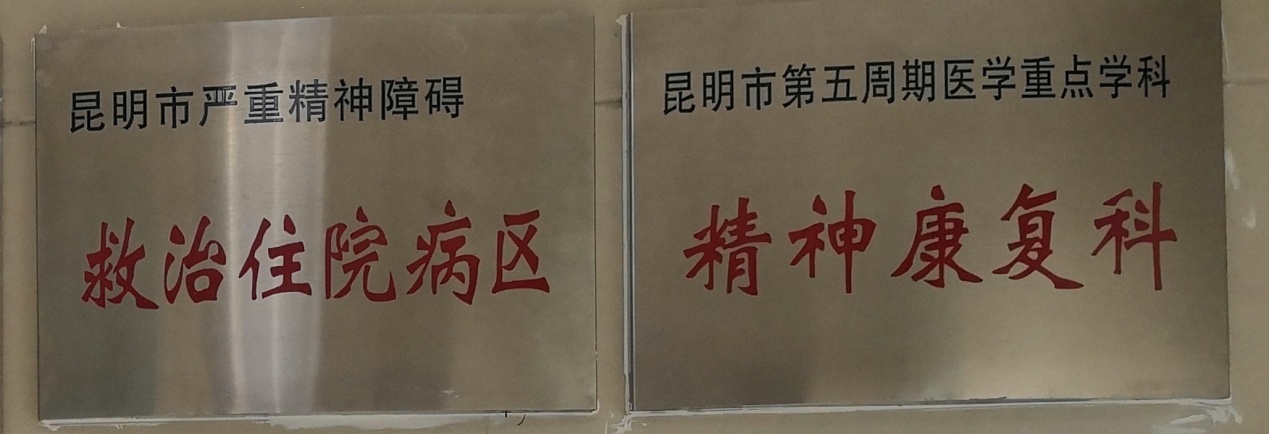 昆明市严重精神障碍
救治住院病区
昆明市第五周期医学重点学科
精神康复科